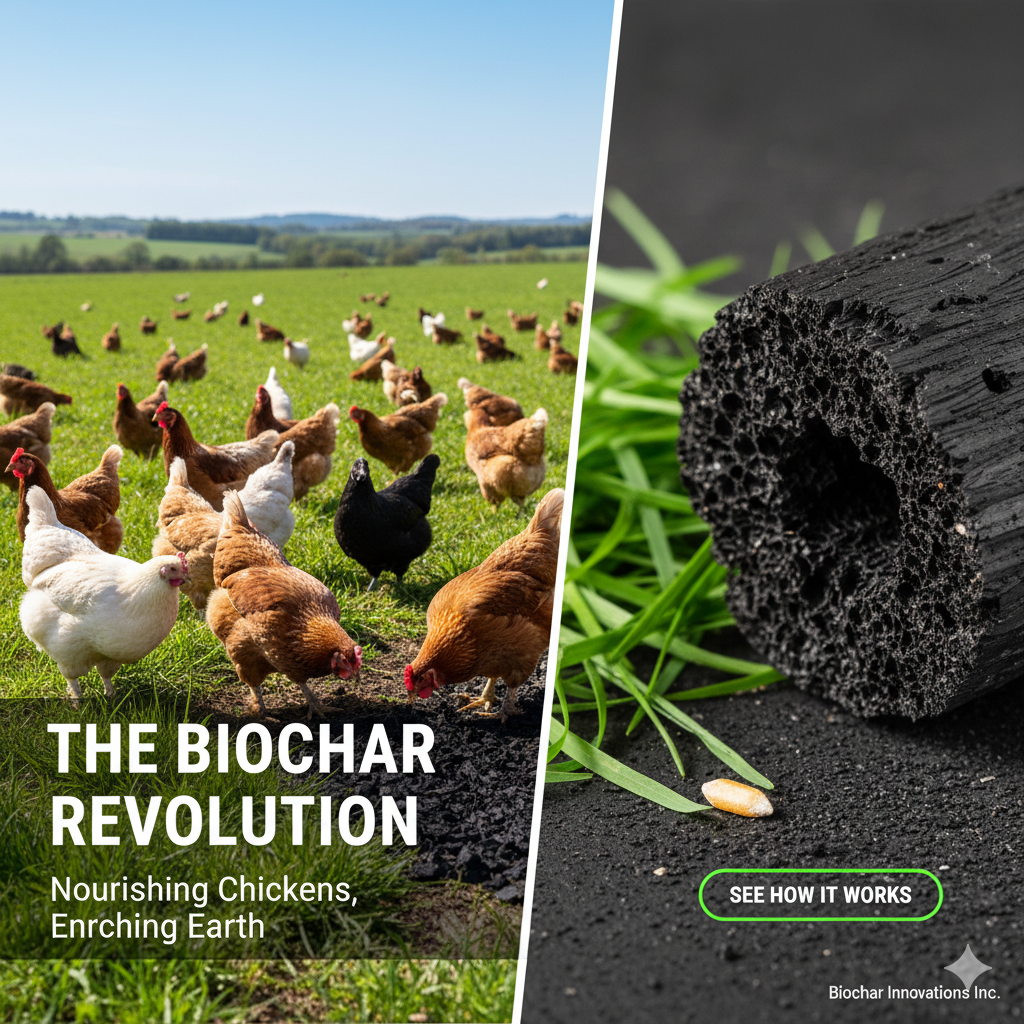 THE BIOCHAR
REVOLUTION
Nourishing Chickens,
Enrching Earth
SEE HOW IT WORKS
Biochar Innovations Inc.